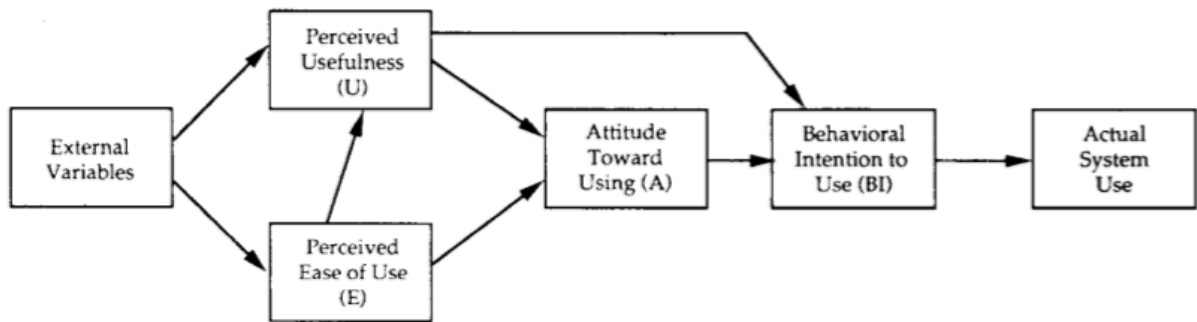 External
Variables
Perceived
Usefulness
(U)
Perceived
Ease of Use
(E)
Attitude
Toward
Using (A)
Behavioral
Intention to
Use (BI)
Actual
System
Use